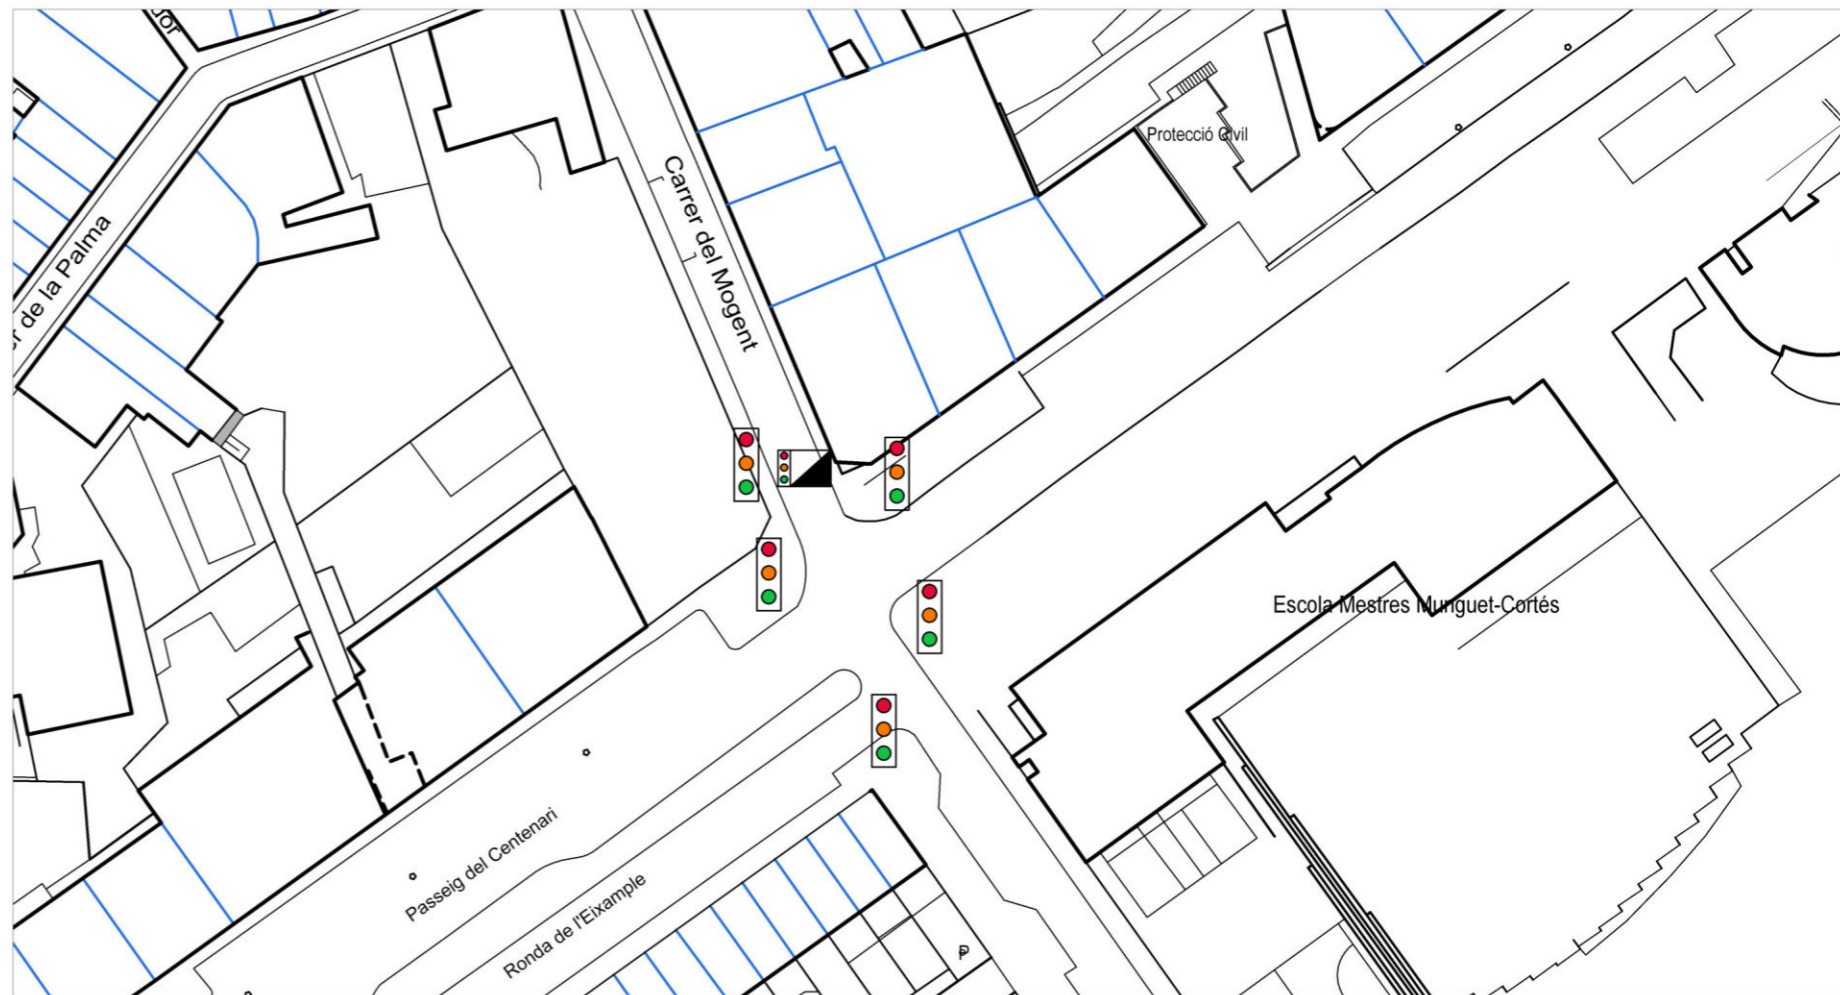 Protecció Civil
Carrer del Mogent
de la Palma
Escola Mestres Munguet-Cortés
Passeig del Centenari
Ronda de l'Eixample
P